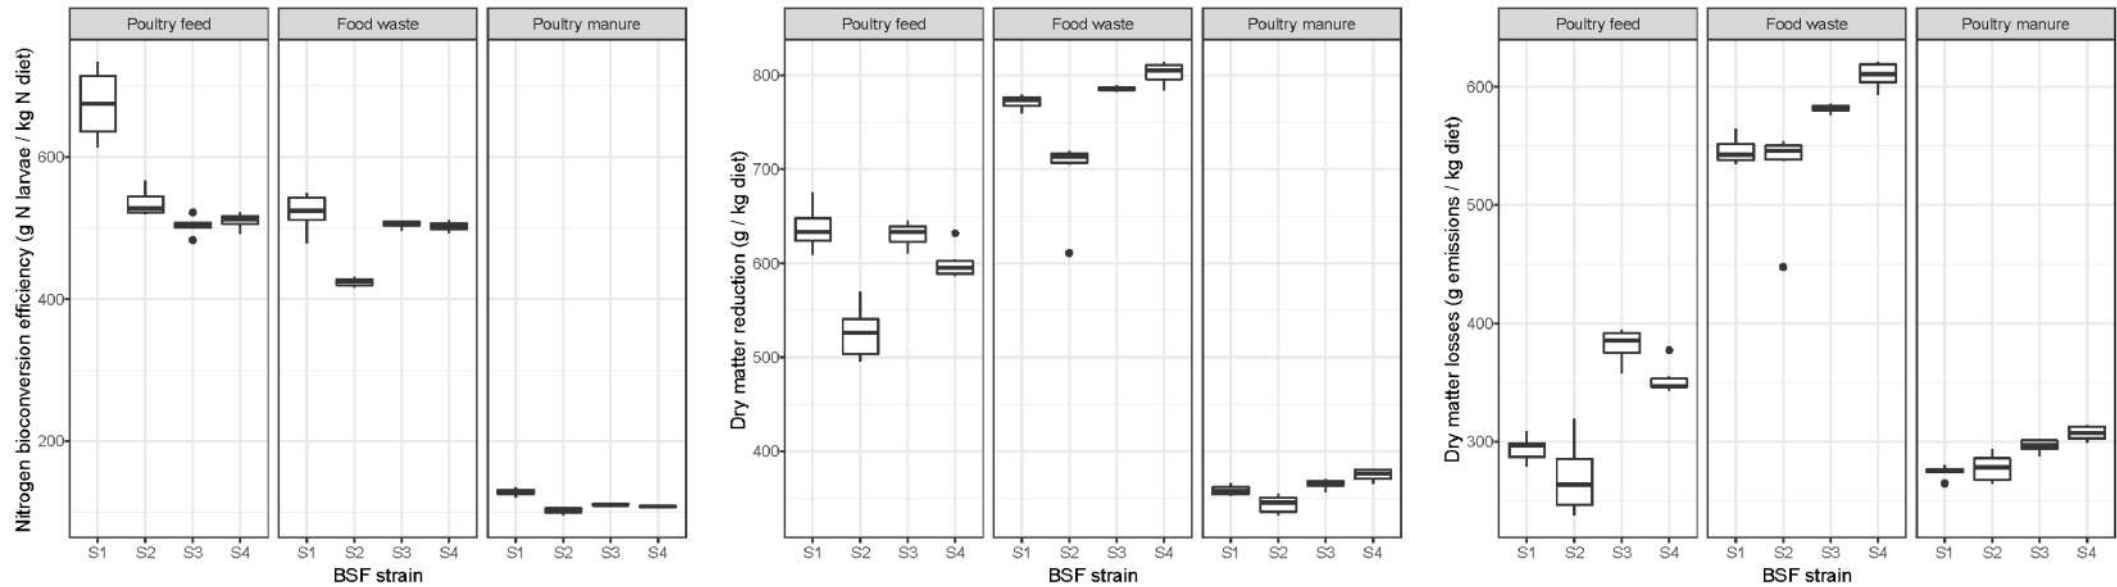 Nitrogen bioconversion efficiency (g N larvae / kg N diet)
Poultry feed Food waste Poultry manure
600
400
200
S1 S2 S3 S4 S1 S2 S3 S4 S1 S2 S3 S4
BSF strain
Dry matter reduction (g / kg diet)
Poultry feed Food waste Poultry manure
800
700
600
500
400
S1 S2 S3 S4 S1 S2 S3 S4 S1 S2 S3 S4
BSF strain
Dry matter losses (g emissions / kg diet)
Poultry feed Food waste Poultry manure
600
500
400
300
S1 S2 S3 S4 S1 S2 S3 S4 S1 S2 S3 S4
BSF strain